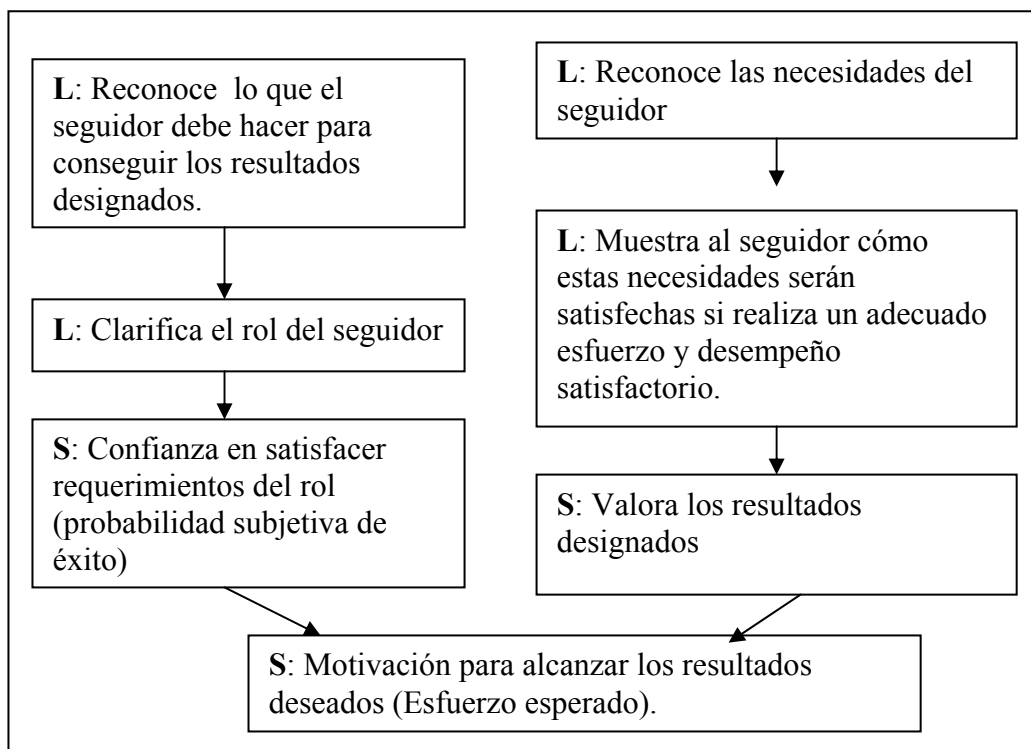 L: Reconoce lo que el
seguidor debe hacer para
conseguir los resultados
designados.
L: Clarifica el rol del seguidor
S: Confianza en satisfacer
requerimientos del rol
(probabilidad subjetiva de
éxito)
L: Reconoce las necesidades del
seguidor
L: Muestra al seguidor cómo
estas necesidades serán
satisfechas si realiza un adecuado
esfuerzo y desempeño
satisfactorio.
S: Valora los resultados
designados
S: Motivación para alcanzar los resultados
deseados (Esfuerzo esperado).